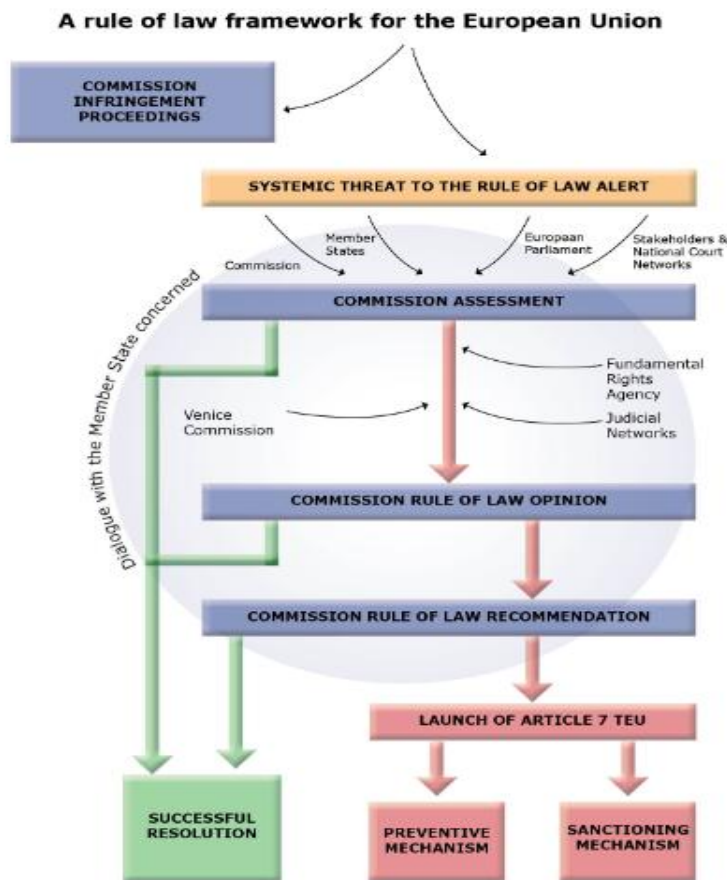 A rule of law framework for the European Union
COMMISSION
INFRINGEMENT
PROCEEDINGS
SYSTEMIC THREAT TO THE RULE OF LAW ALERT
Commission
Member
States
European
Parliament
Stakeholders &
National Court
Networks
COMMISSION ASSESSMENT
Dialogue with the Member State concerned
Fundamental
Rights
Agency
Venice
Commission
Judicial
Networks
COMMISSION RULE OF LAW OPINION
COMMISSION RULE OF LAW RECOMMENDATION
LAUNCH OF ARTICLE 7 TEU
SUCCESSFUL
RESOLUTION
PREVENTIVE
MECHANISM
SANCTIONING
MECHANISM